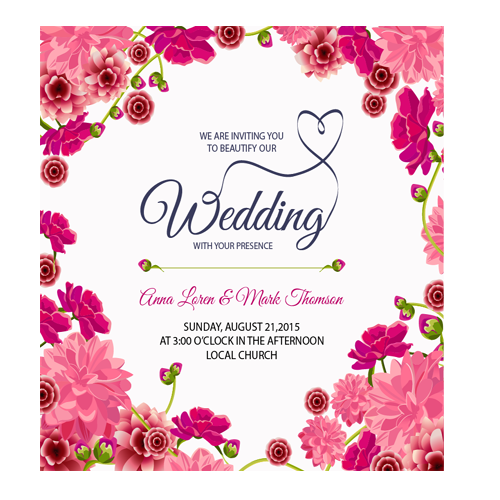 WE ARE INVITING YOU
TO BEAUTIFY OUR
Wedding
WITH YOUR PRESENCE
Anna Loren & Mark Thomson
SUNDAY, AUGUST 21,2015
AT 3:00 O'CLOCK IN THE AFTERNOON
LOCAL CHURCH